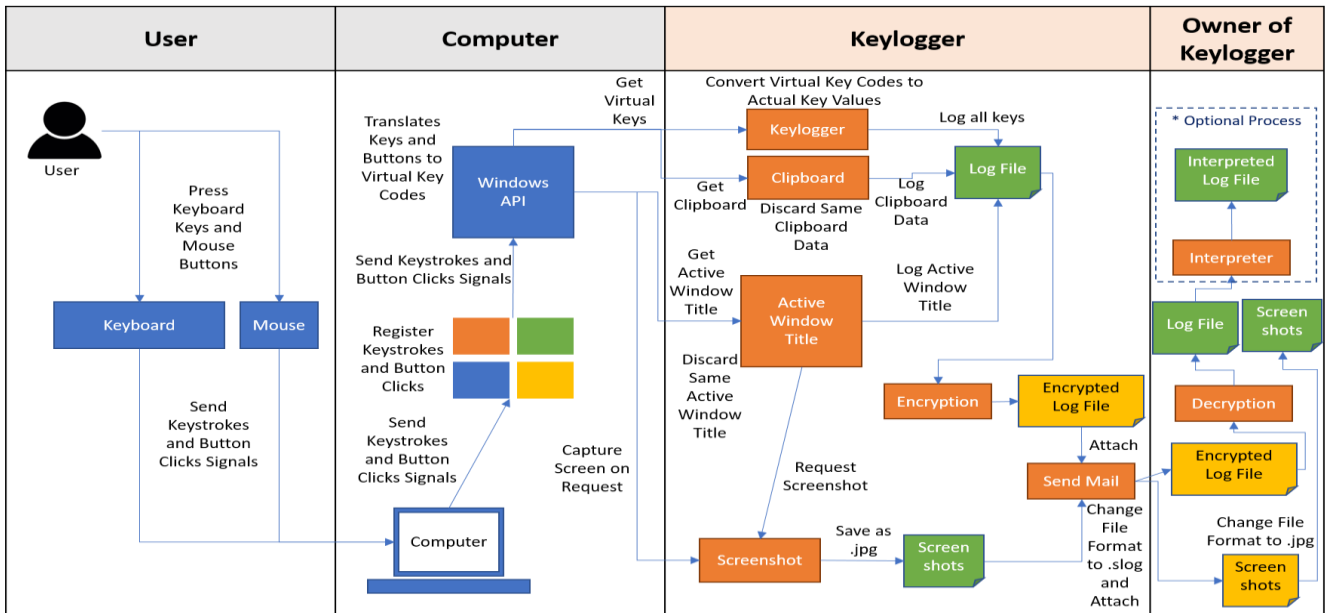 User
Computer
Keylogger
Owner of
Keylogger
User
Press
Keyboard
Keys and
Mouse
Buttons
Keyboard
Mouse
Send
Keystrokes
and Button
Clicks Signals
Translates
Keys and
Buttons to
Virtual Key
Codes
Get
Virtual
Keys
Windows
API
Send Keystrokes and
Button Clicks Signals
Register
Keystrokes
and Button
Clicks
Send
Keystrokes
and Button
Clicks Signals
Computer
Capture
Screen on
Request
Convert Virtual Key Codes to
Actual Key Values
Keylogger
Log all keys
Get
Clipboard
Clipboard
Discard Same
Clipboard
Data
Log
Clipboard
Data
Log File
Get
Active
Window
Title
Active
Window
Title
Log Active
Window
Title
Discard
Same
Active
Window
Title
Encryption
Encrypted
Log File
Attach
Request
Screenshot
Send Mail
Screenshot
Save as
.jpg
Screen
shots
Change
File
Format
to .slog
and
Attach
* Optional Process
Interpreted
Log File
Interpreter
Log File
Screen
shots
Decryption
Encrypted
Log File
Change File
Format to .jpg
Screen
shots